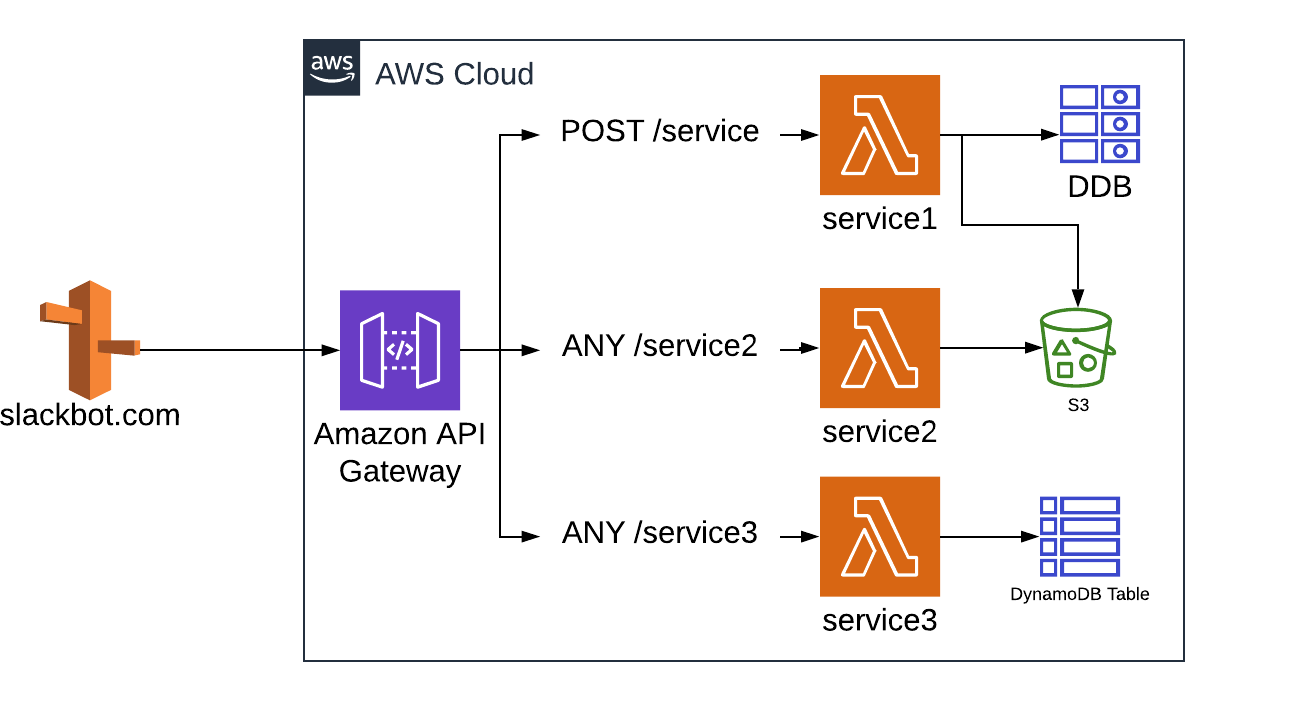 aws
AWS Cloud
POST /service
service1
DDB
slackbot.com
Amazon API
Gateway
</>
ANY /service2
service2
S3
ANY /service3
service3
DynamoDB Table